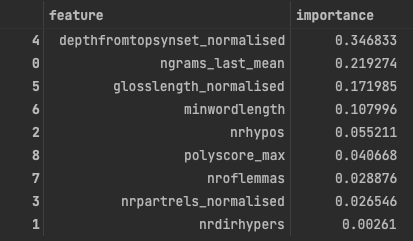 feature importance
4 depthfromtopsynset_normalised 0.346833
0 ngrams_last_mean 0.219274
5 glosslength_normalised 0.171985
6 minwordlength 0.107996
2 nrhypos 0.055211
8 polyscore_max 0.040668
7 nroflemmas 0.028876
3 nrpartrels_normalised 0.026546
1 nrdirhypers 0.00261